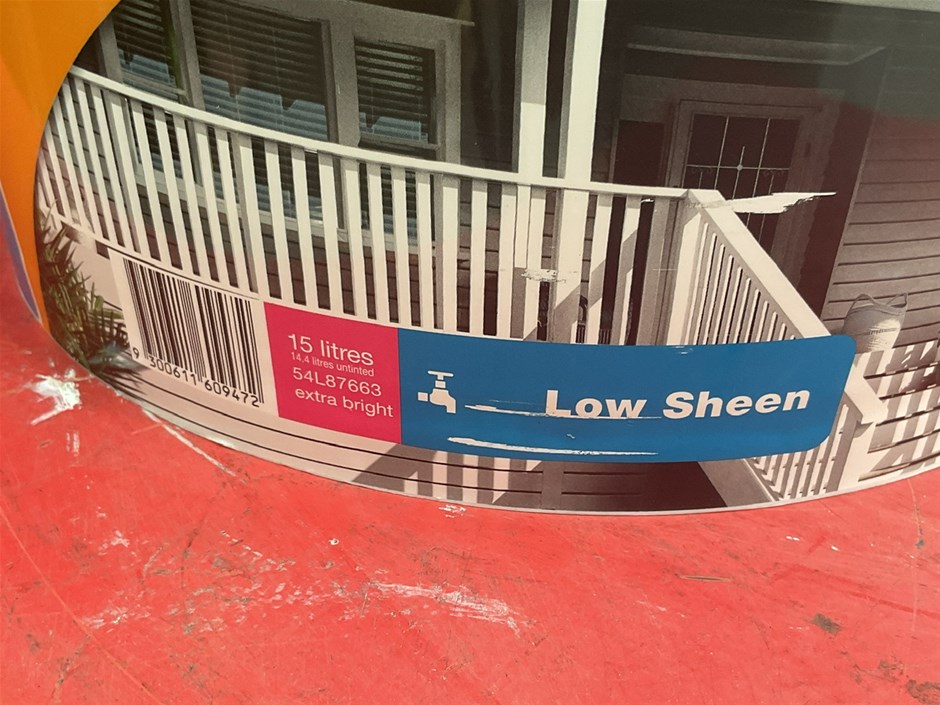 15 litres
14.4 litres untinted
54L87663
extra bright
Low Sheen
9 300611 609472